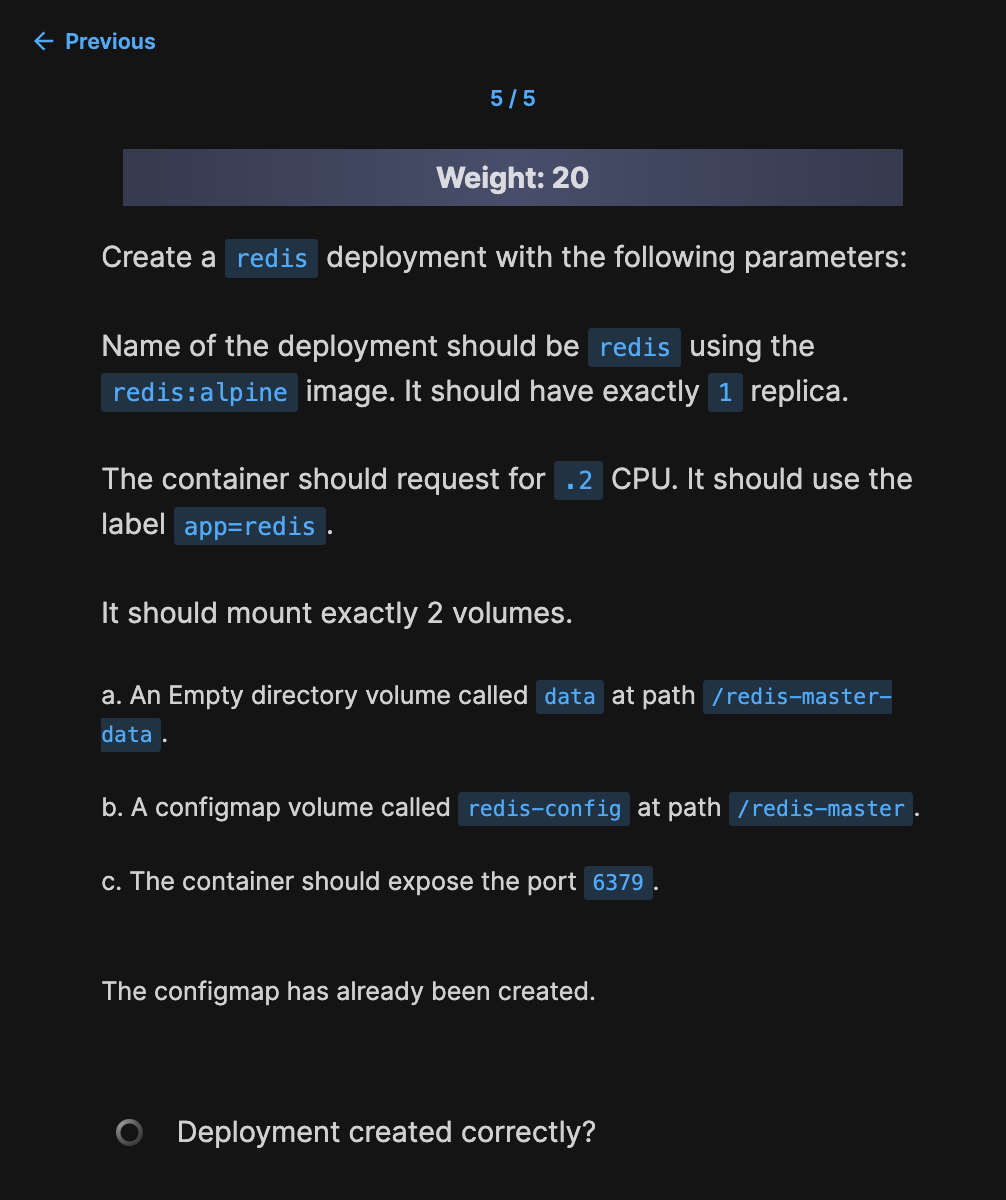 ← Previous
5 / 5
Weight: 20
Create a redis deployment with the following parameters:
Name of the deployment should be redis using the
redis:alpine image. It should have exactly 1 replica.
The container should request for .2 CPU. It should use the
label app=redis.
It should mount exactly 2 volumes.
a. An Empty directory volume called data at path /redis-master-
data.
b. A configmap volume called redis-config at path /redis-master.
c. The container should expose the port 6379.
The configmap has already been created.
Deployment created correctly?